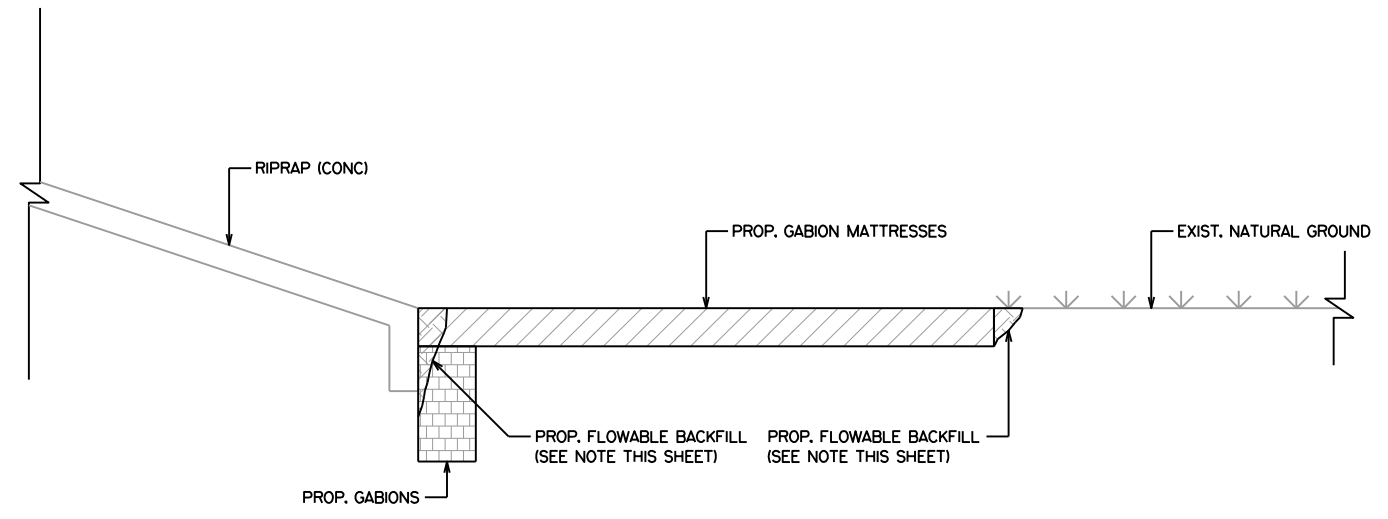 RIPRAP (CONC)
PROP. GABION MATTRESSES
EXIST. NATURAL GROUND
PROP. FLOWABLE BACKFILL
(SEE NOTE THIS SHEET)
PROP. FLOWABLE BACKFILL
(SEE NOTE THIS SHEET)
PROP. GABIONS